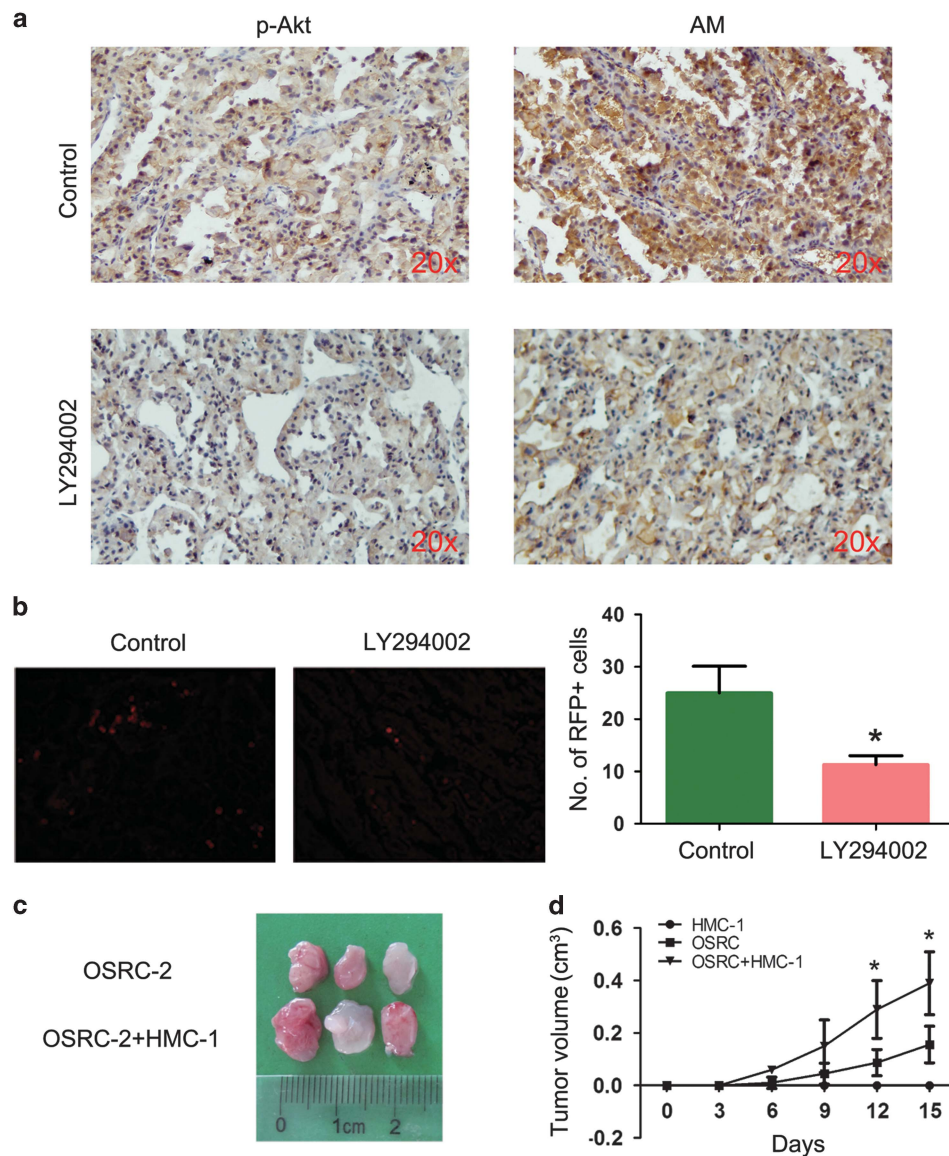 a
p-Akt
AM
Control
20x
20x
LY294002
20x
20x
b
Control
LY294002
No. of RFP+ cells
40
30
20
10
0
*
Control
LY294002
c
OSRC-2
OSRC-2+HMC-1
0 1cm 2
d
Tumor volume (cm³)
0.6
0.4
0.2
0.0
-0.2
HMC-1
OSRC
OSRC+HMC-1
*
*
0 3 6 9 12 15
Days